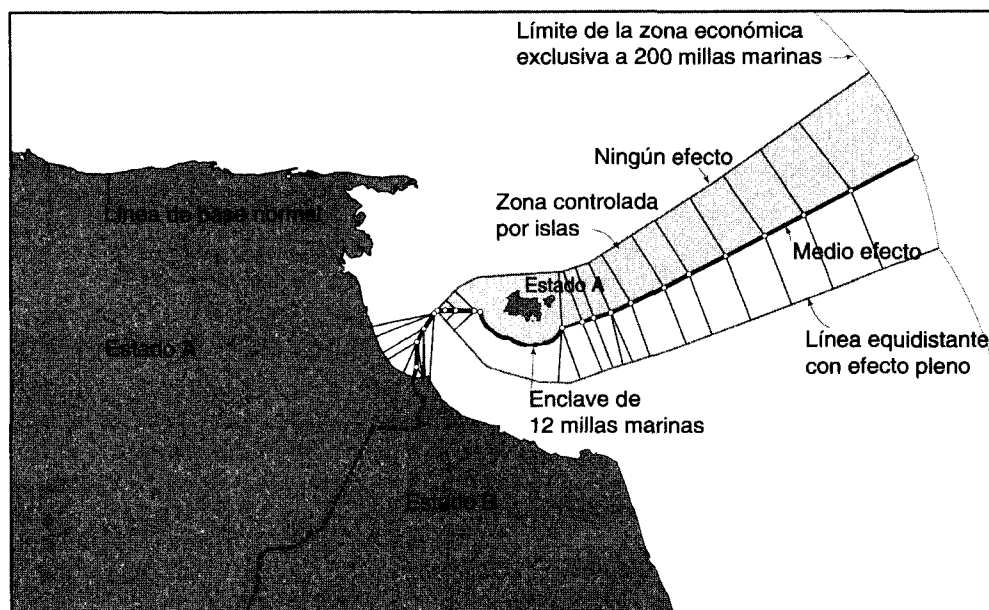 Límite de la zona económica
exclusiva a 200 millas marinas
Ningún efecto
Zona controlada
por islas
Línea de base normal
Estado A
Medio efecto
Estado A
Línea equidistante
con efecto pleno
Enclave de
12 millas marinas
Estado B